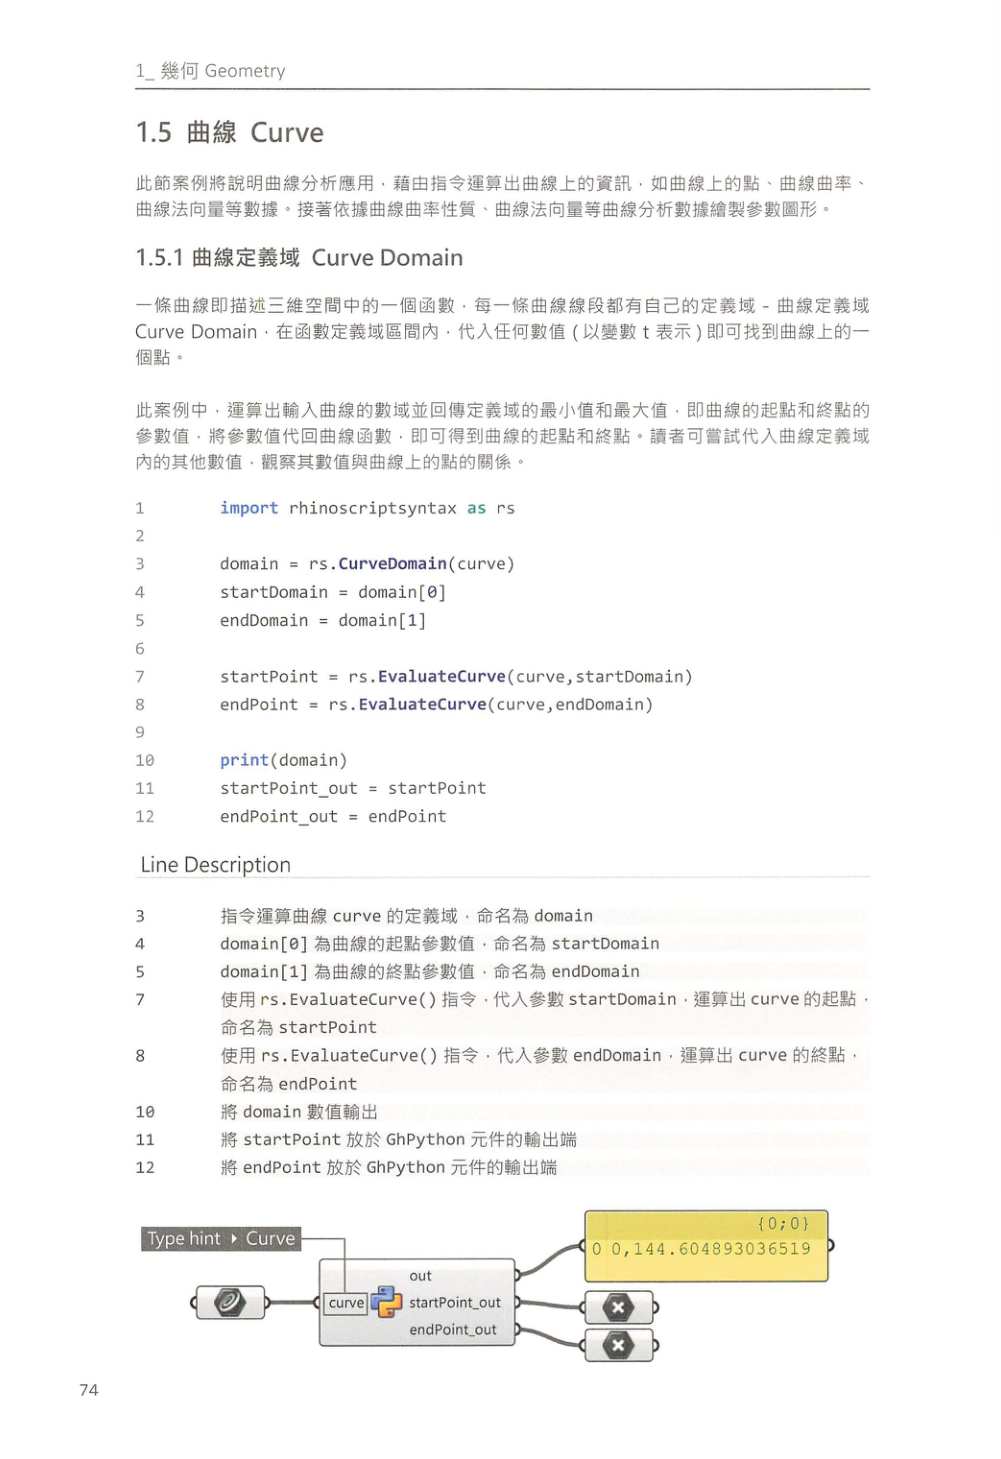 1_ 幾何 Geometry
1.5 曲線 Curve
此節案例將說明曲線分析應用，藉由指令運算出曲線上的資訊，如曲線上的點、曲線曲率、
曲線法向量等數據。接著依據曲線曲率性質、曲線法向量等曲線分析數據繪製參數圖形。
1.5.1 曲線定義域 Curve Domain
一條曲線即描述三維空間中的一個函數，每一條曲線線段都有自己的定義域 - 曲線定義域
Curve Domain，在函數定義域區間內，代入任何數值 ( 以變數 t 表示 ) 即可找到曲線上的一
個點。
此案例中，運算出輸入曲線的數域並回傳定義域的最小值和最大值，即曲線的起點和終點的
參數值，將參數值代回曲線函數，即可得到曲線的起點和終點。讀者可嘗試代入曲線定義域
內的其他數值，觀察其數值與曲線上的點的關係。
1 import rhinoscriptsyntax as rs
2
3 domain = rs.CurveDomain(curve)
4 startDomain = domain[0]
5 endDomain = domain[1]
6
7 startPoint = rs.EvaluateCurve(curve,startDomain)
8 endPoint = rs.EvaluateCurve(curve,endDomain)
9
10 print(domain)
11 startPoint_out = startPoint
12 endPoint_out = endPoint
Line Description
3 指令運算曲線 curve 的定義域，命名為 domain
4 domain[0] 為曲線的起點參數值，命名為 startDomain
5 domain[1] 為曲線的終點參數值，命名為 endDomain
7 使用 rs.EvaluateCurve() 指令，代入參數 startDomain，運算出 curve 的起點，
命名為 startPoint
8 使用 rs.EvaluateCurve() 指令，代入參數 endDomain，運算出 curve 的終點，
命名為 endPoint
10 將 domain 數值輸出
11 將 startPoint 放於 GhPython 元件的輸出端
12 將 endPoint 放於 GhPython 元件的輸出端
{0;0}
Type hint ▸ Curve
0 0,144.604893036519
out
curve startPoint_out
endPoint_out
74